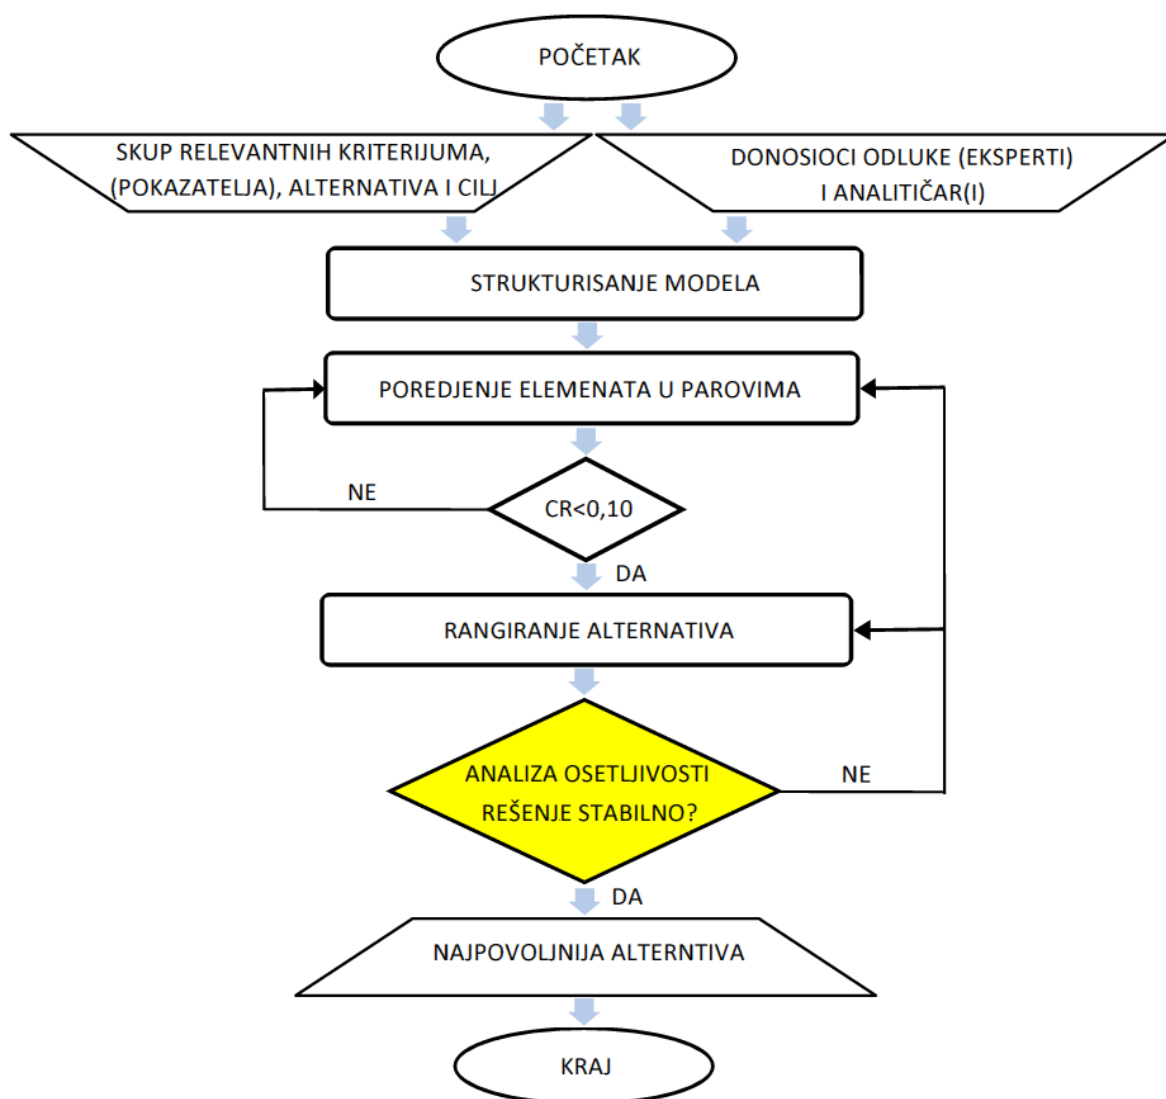 POČETAK
SKUP RELEVANTNIH KRITERIJUMA,
(POKAZATELJA), ALTERNATIVA I CILJ
DONOSIOCI ODLUKE (EKSPERTI)
I ANALITIČAR(I)
STRUKTURISANJE MODELA
POREDJENJE ELEMENATA U PAROVIMA
NE
CR<0,10
DA
RANGIRANJE ALTERNATIVA
ANALIZA OSETLJIVOSTI
REŠENJE STABILNO?
NE
DA
NAJPOVOLJNIJA ALTERNTIVA
KRAJ